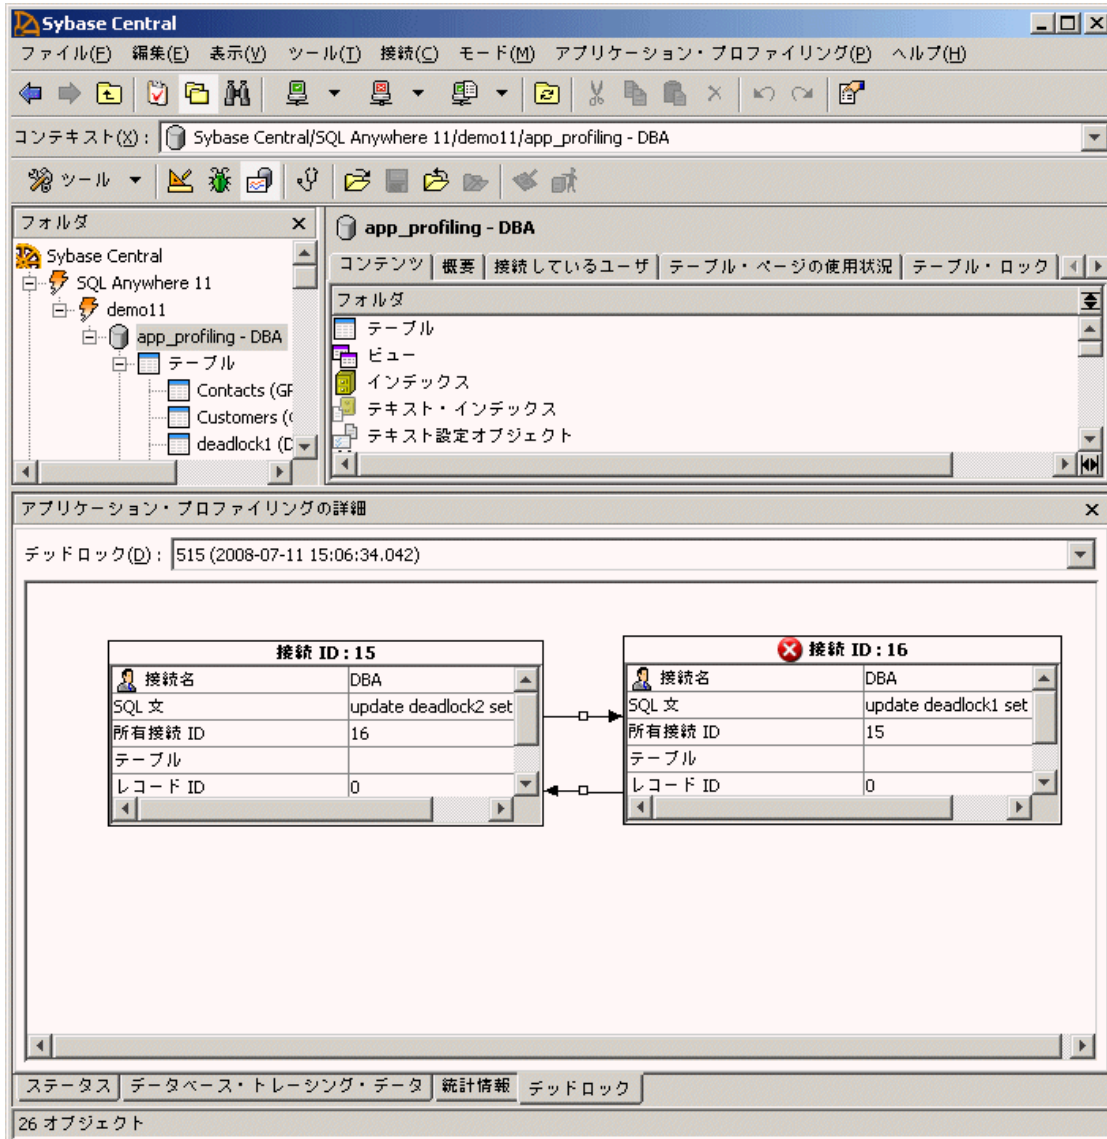 Sybase Central
ファイル(F) 編集(E) 表示(V) ツール(T) 接続(C) モード(M) アプリケーション・プロファイリング(P) ヘルプ(H)
コンテキスト(X): Sybase Central/SQL Anywhere 11/demo11/app_profiling - DBA
ツール
フォルダ
Sybase Central
SQL Anywhere 11
demo11
app_profiling - DBA
テーブル
Contacts (GR
Customers (
deadlock1 (D
app_profiling - DBA
コンテンツ 概要 接続しているユーザ テーブル・ページの使用状況 テーブル・ロック
フォルダ
テーブル
ビュー
インデックス
テキスト・インデックス
テキスト設定オブジェクト
アプリケーション・プロファイリングの詳細
デッドロック(D): 515 (2008-07-11 15:06:34.042)
接続 ID : 15
接続名 DBA
SQL 文 update deadlock2 set
所有接続 ID 16
テーブル
レコード ID 0
接続 ID : 16
接続名 DBA
SQL 文 update deadlock1 set
所有接続 ID 15
テーブル
レコード ID 0
ステータス データベース・トレーシング・データ 統計情報 デッドロック
26 オブジェクト